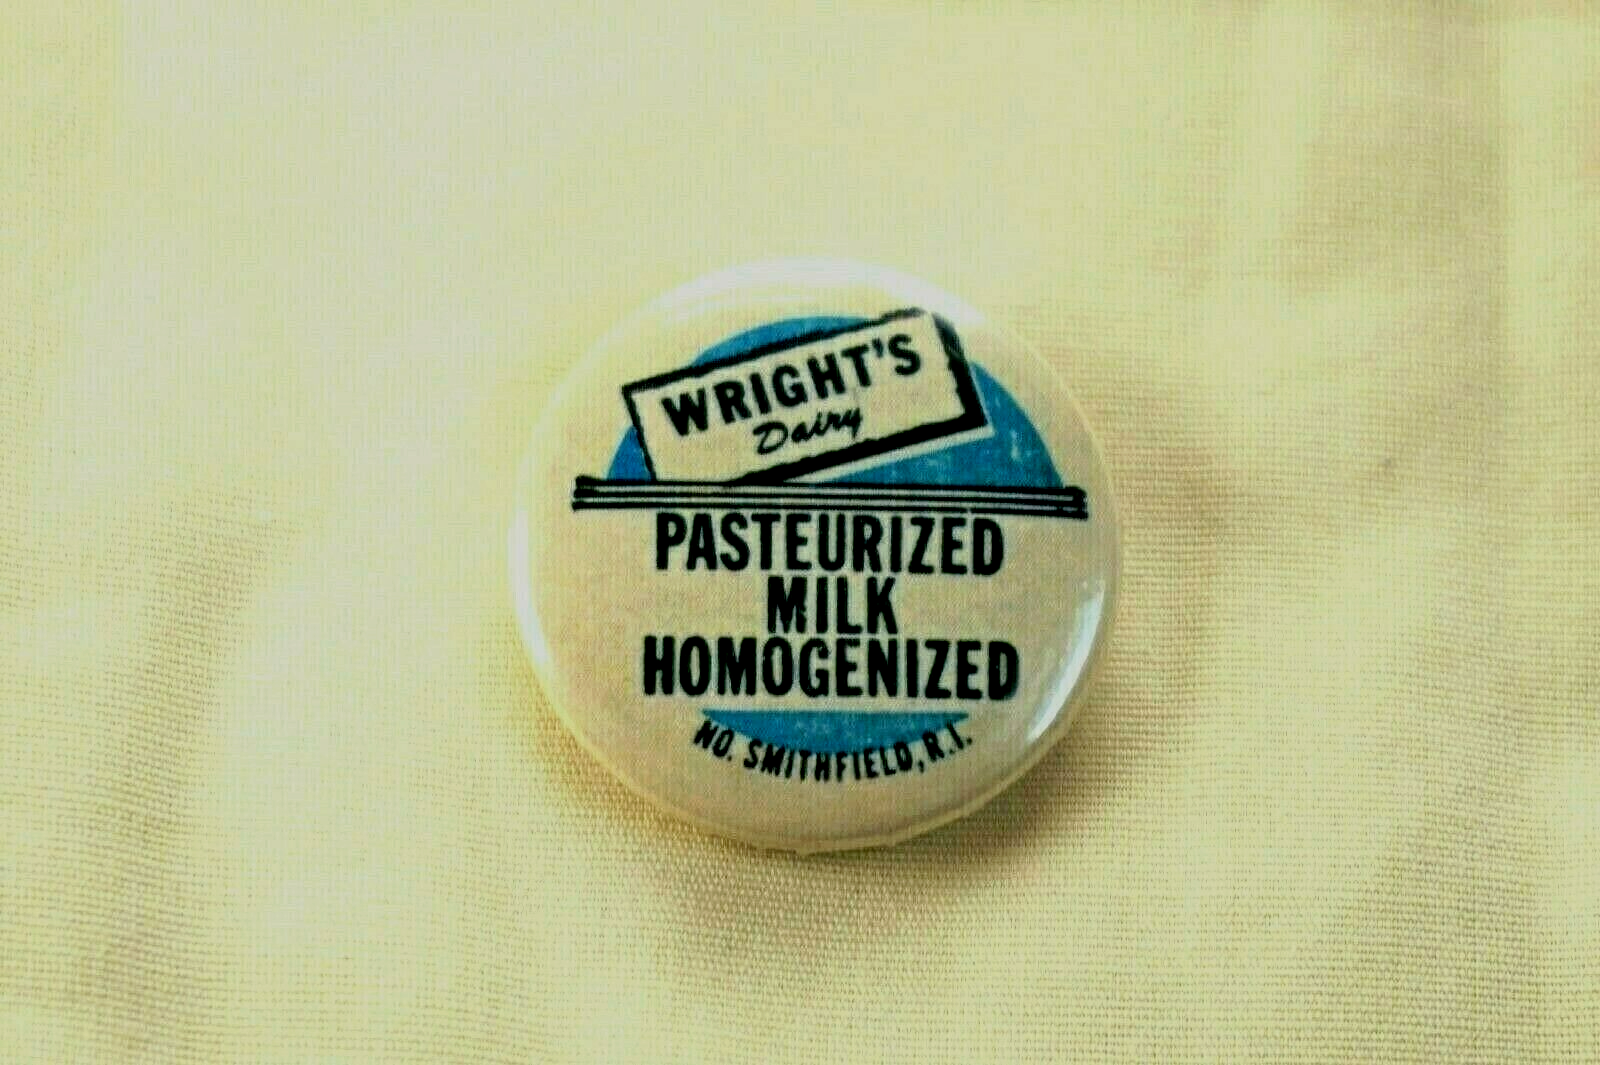 WRIGHT'S
Dairy
PASTEURIZED
MILK
HOMOGENIZED
NO. SMITHFIELD, R.I.